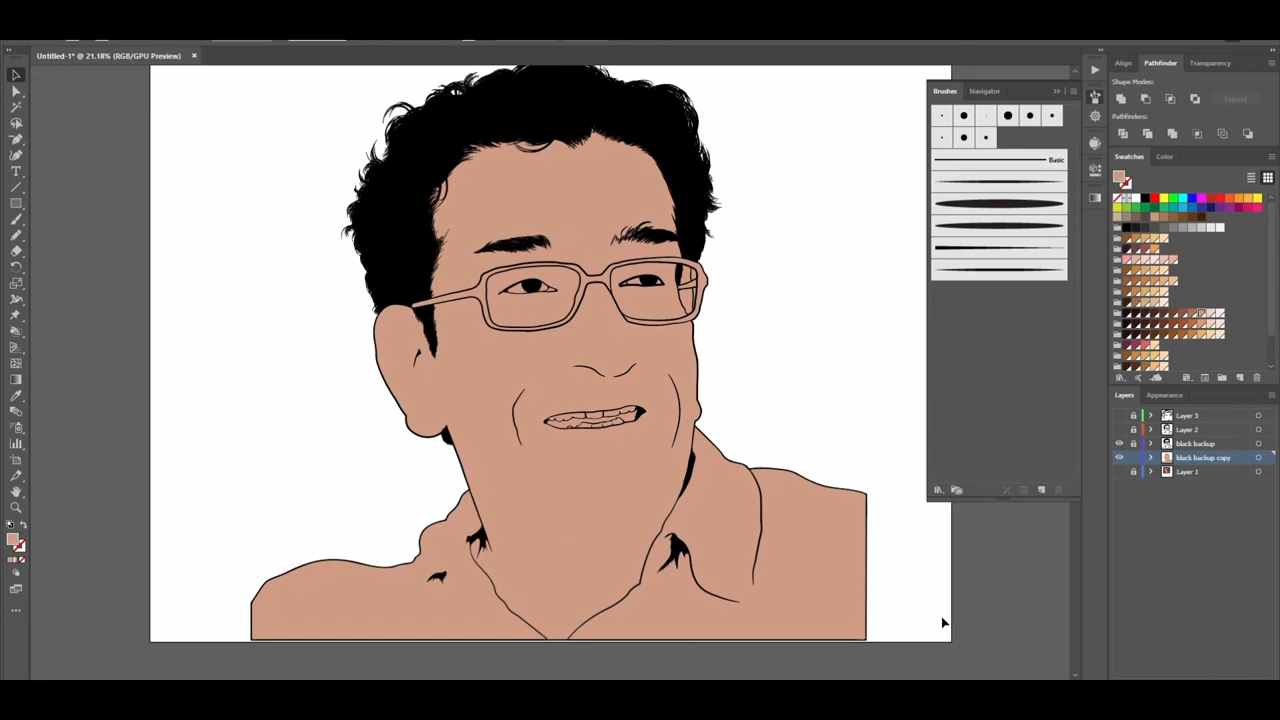 Untitled-1* @ 21.18% (RGB/GPU Preview)
Align Pathfinder Transparency
Shape Modes:
Expand
Pathfinders:
Brushes Navigator
Basic
Swatches Color
Layers Appearance
Layer 3
Layer 2
black backup
black backup copy
Layer 1